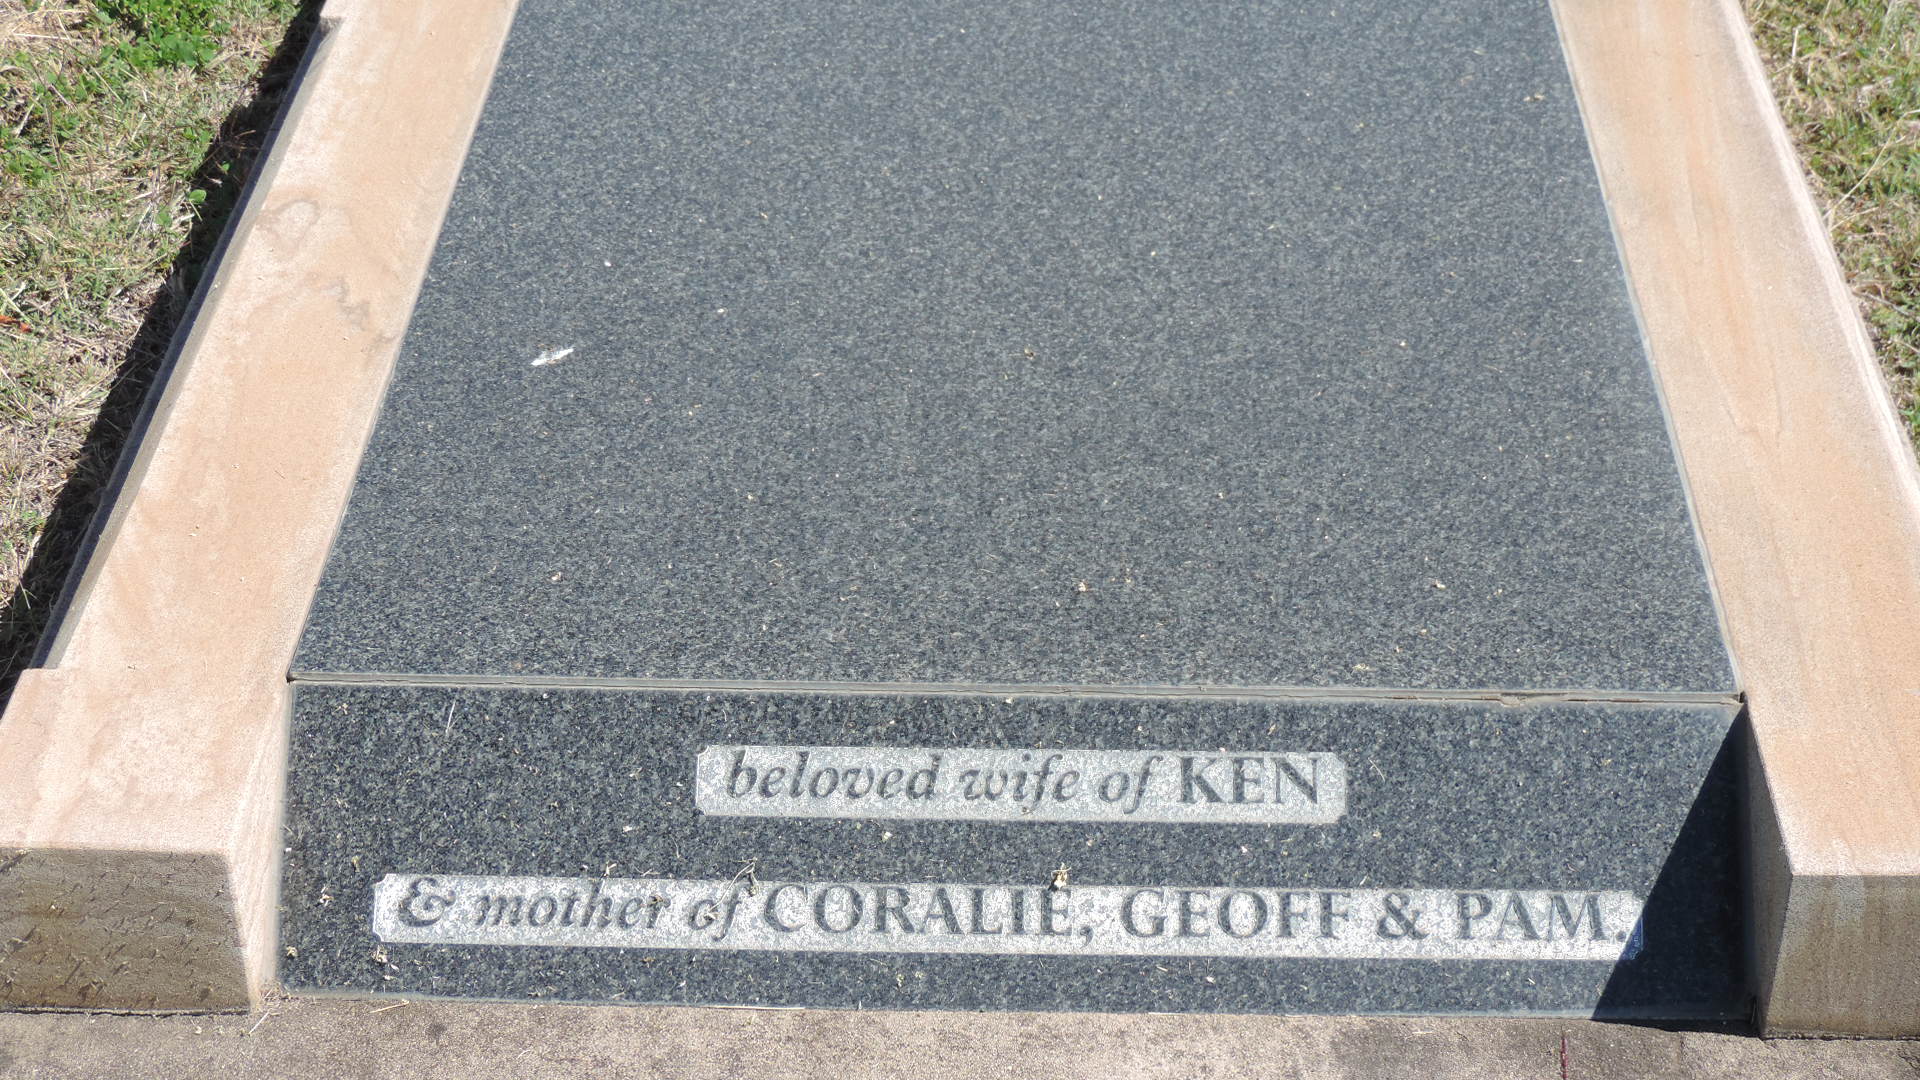 beloved wife of KEN
& mother of CORALIE, GEOFF & PAM.